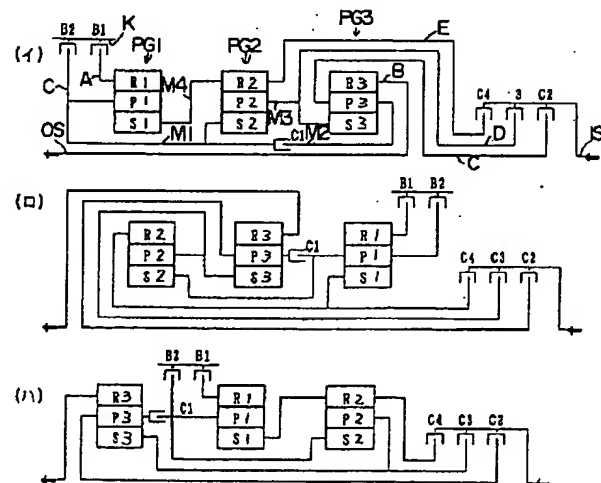 B2 B1 K PG1 PG2 PG3 E
(イ) A R1 M4 R2 R3 B
C P1 P2 P3 C4 3 C2
S1 S2 M3 S3
OS M1 C1 M2 D IS
C
B1 B2
(ロ) R2 R3 C1 R1
P2 P3 P1 C4 C3 C2
S2 S3 S1
B2 B1
(ハ) R3 C1 R1 R2
P3 P1 P2 C4 C3 C2
S3 S1 S2